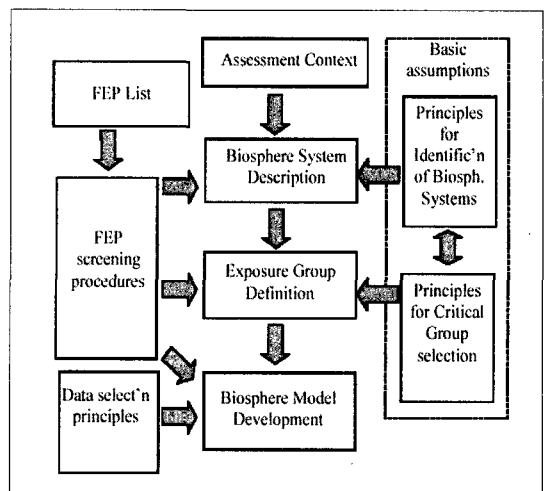 Assessment Context
Basic
assumptions
FEP List
Principles
for
Identific'n
of Biosph.
Systems
Biosphere System
Description
FEP
screening
procedures
Exposure Group
Definition
Principles
for Critical
Group
selection
Data select'n
principles
Biosphere Model
Development